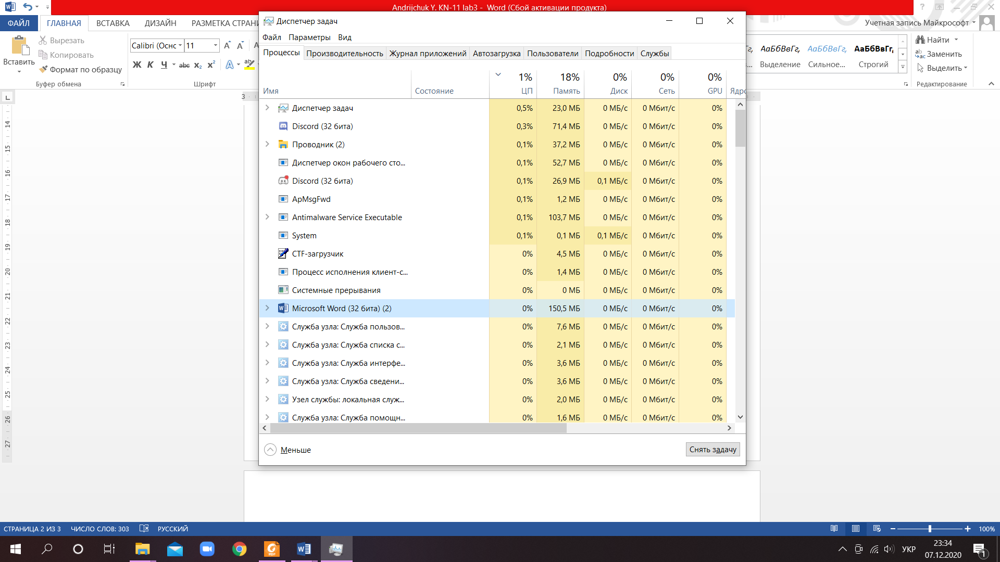 Andrijchuk Y. KN-11 lab3 - Word (Сбой активации продукта)
ФАЙЛ ГЛАВНАЯ ВСТАВКА ДИЗАЙН РАЗМЕТКА СТРАНИ
Учетная запись Майкрософт
Вставить
Вырезать
Копировать
Формат по образцу
Буфер обмена
Calibri (Оснс 11
Ж К Ч abc x₂ x²
Шрифт
АаБбВвГг, АаБбВвГг, АаБбВвГг,
Выделение Сильное... Строгий
Найти
Заменить
Выделить
Редактирование
Диспетчер задач
Файл Параметры Вид
Процессы Производительность Журнал приложений Автозагрузка Пользователи Подробности Службы
1% 18% 0% 0% 0%
Имя Состояние ЦП Память Диск Сеть GPU Ядро
Диспетчер задач 0,5% 23,0 МБ 0 МБ/с 0 Мбит/с 0%
Discord (32 бита) 0,3% 71,4 МБ 0 МБ/с 0 Мбит/с 0%
Проводник (2) 0,1% 37,2 МБ 0 МБ/с 0 Мбит/с 0%
Диспетчер окон рабочего сто... 0,1% 52,7 МБ 0 МБ/с 0 Мбит/с 0%
Discord (32 бита) 0,1% 26,9 МБ 0,1 МБ/с 0 Мбит/с 0%
ApMsgFwd 0,1% 1,2 МБ 0 МБ/с 0 Мбит/с 0%
Antimalware Service Executable 0,1% 103,7 МБ 0 МБ/с 0 Мбит/с 0%
System 0,1% 0,1 МБ 0,1 МБ/с 0 Мбит/с 0%
CTF-загрузчик 0% 4,5 МБ 0 МБ/с 0 Мбит/с 0%
Процесс исполнения клиент-с... 0% 1,4 МБ 0 МБ/с 0 Мбит/с 0%
Системные прерывания 0% 0 МБ 0 МБ/с 0 Мбит/с 0%
Microsoft Word (32 бита) (2) 0% 150,5 МБ 0 МБ/с 0 Мбит/с 0%
Служба узла: Служба пользов... 0% 7,6 МБ 0 МБ/с 0 Мбит/с 0%
Служба узла: Служба списка с... 0% 2,1 МБ 0 МБ/с 0 Мбит/с 0%
Служба узла: Служба интерфе... 0% 3,6 МБ 0 МБ/с 0 Мбит/с 0%
Служба узла: Служба сведени... 0% 3,6 МБ 0 МБ/с 0 Мбит/с 0%
Узел службы: локальная служ... 0% 2,0 МБ 0 МБ/с 0 Мбит/с 0%
Служба узла: Служба помощн... 0% 1,6 МБ 0 МБ/с 0 Мбит/с 0%
Меньше Снять задачу
3
14
15
16
17
18
19
20
21
22
23
24
25
26
27
СТРАНИЦА 2 ИЗ 3 ЧИСЛО СЛОВ: 303 РУССКИЙ 100%
УКР 23:34
07.12.2020
1